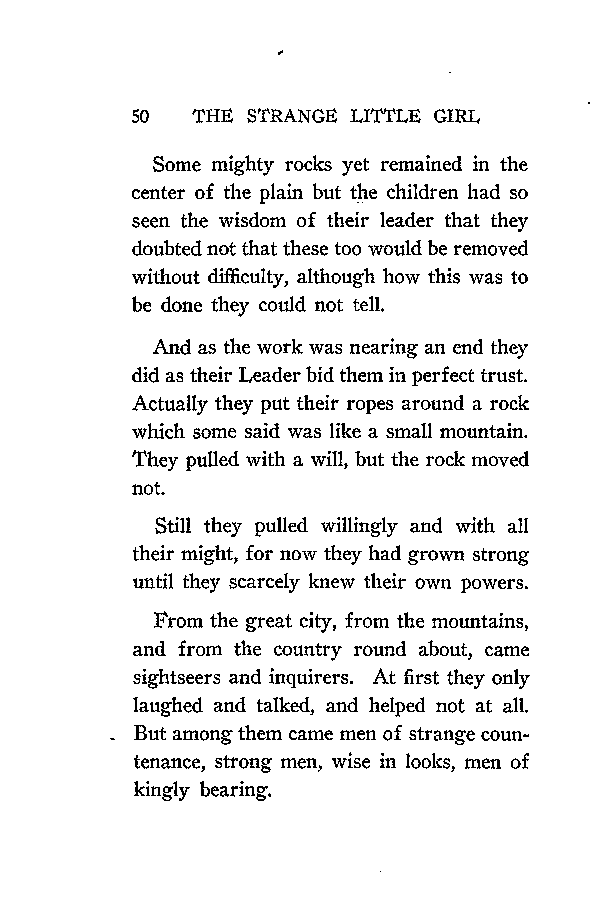 50 THE STRANGE LITTLE GIRL
Some mighty rocks yet remained in the
center of the plain but the children had so
seen the wisdom of their leader that they
doubted not that these too would be removed
without difficulty, although how this was to
be done they could not tell.
And as the work was nearing an end they
did as their Leader bid them in perfect trust.
Actually they put their ropes around a rock
which some said was like a small mountain.
They pulled with a will, but the rock moved
not.
Still they pulled willingly and with all
their might, for now they had grown strong
until they scarcely knew their own powers.
From the great city, from the mountains,
and from the country round about, came
sightseers and inquirers. At first they only
laughed and talked, and helped not at all.
But among them came men of strange coun-
tenance, strong men, wise in looks, men of
kingly bearing.